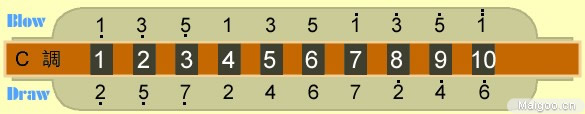 Blow 1̣ 3̣ 5̣ 1 3 5 1̇ 3̇ 5̇ 1̈
C 調 1 2 3 4 5 6 7 8 9 10
Draw 2̣ 5̣ 7̣ 2 4 6 7 2̇ 4̇ 6̇
Maigoo.cn